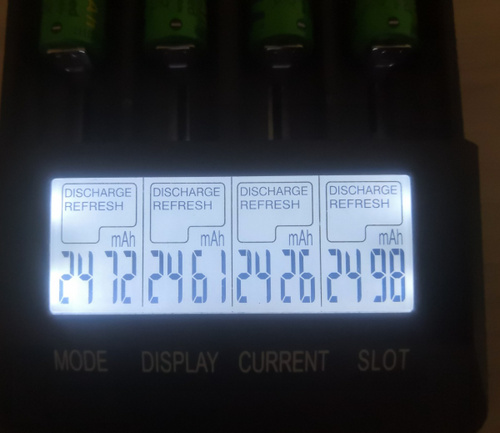 DISCHARGE REFRESH mAh 2472
DISCHARGE REFRESH mAh 2461
DISCHARGE REFRESH mAh 2426
DISCHARGE REFRESH mAh 2498
MODE DISPLAY CURRENT SLOT